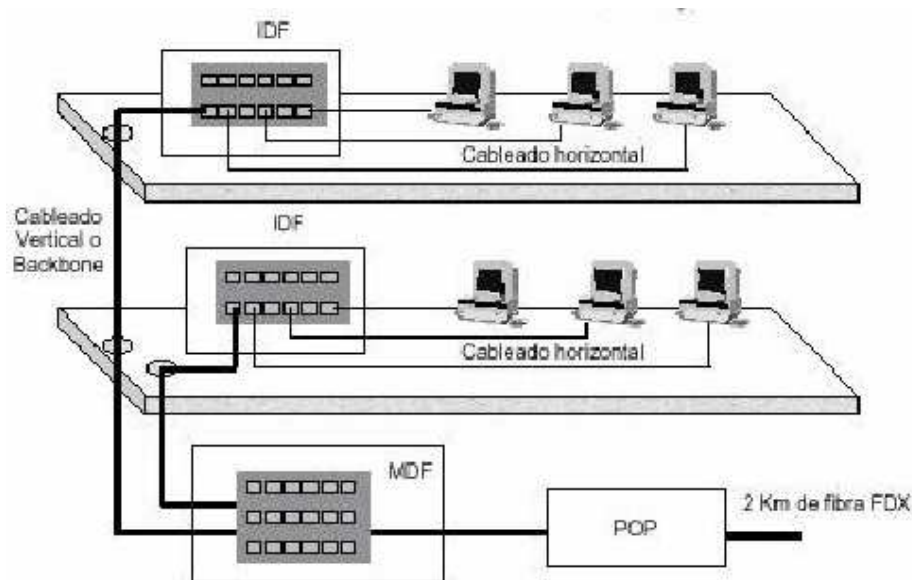 IDF
Cableado horizontal
Cableado
Vertical o
Backbone
IDF
Cableado horizontal
MDF
POP
2 Km de fibra FDX